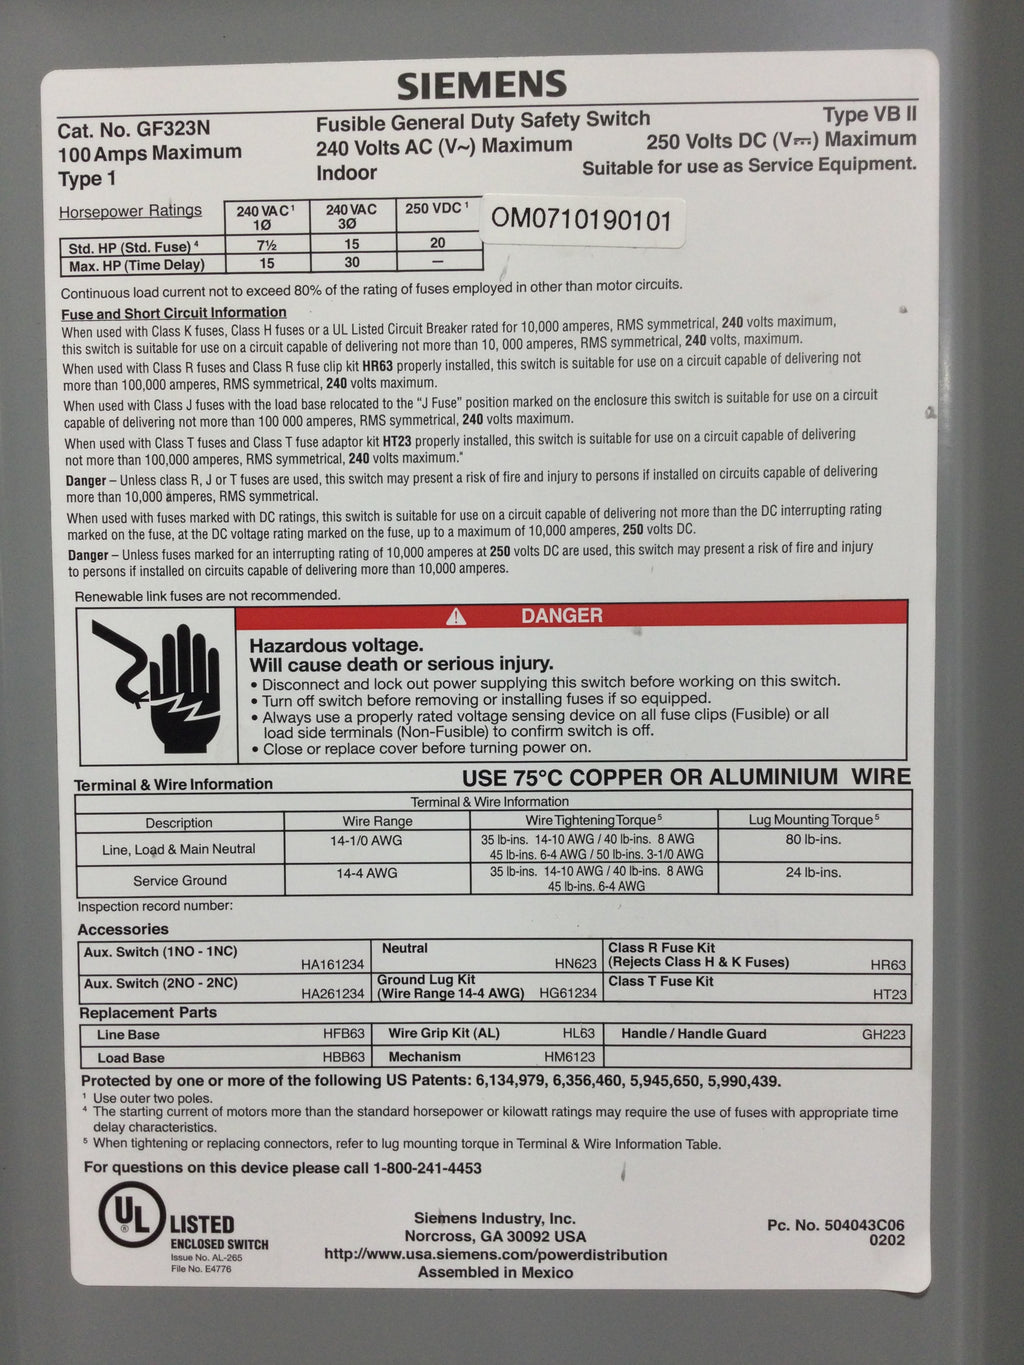 SIEMENS
Cat. No. GF323N
100 Amps Maximum
Type 1
Fusible General Duty Safety Switch
240 Volts AC (V~) Maximum
Indoor
Type VB II
250 Volts DC (V⎓) Maximum
Suitable for use as Service Equipment.
Horsepower Ratings 240 VAC¹ 1Ø 240 VAC 3Ø 250 VDC¹
Std. HP (Std. Fuse)⁴ 7½ 15 20
Max. HP (Time Delay) 15 30 —
OM0710190101
Continuous load current not to exceed 80% of the rating of fuses employed in other than motor circuits.
Fuse and Short Circuit Information
When used with Class K fuses, Class H fuses or a UL Listed Circuit Breaker rated for 10,000 amperes, RMS symmetrical, 240 volts maximum,
this switch is suitable for use on a circuit capable of delivering not more than 10, 000 amperes, RMS symmetrical, 240 volts, maximum.
When used with Class R fuses and Class R fuse clip kit HR63 properly installed, this switch is suitable for use on a circuit capable of delivering not
more than 100,000 amperes, RMS symmetrical, 240 volts maximum.
When used with Class J fuses with the load base relocated to the "J Fuse" position marked on the enclosure this switch is suitable for use on a circuit
capable of delivering not more than 100 000 amperes, RMS symmetrical, 240 volts maximum.
When used with Class T fuses and Class T fuse adaptor kit HT23 properly installed, this switch is suitable for use on a circuit capable of delivering
not more than 100,000 amperes, RMS symmetrical, 240 volts maximum."
Danger – Unless class R, J or T fuses are used, this switch may present a risk of fire and injury to persons if installed on circuits capable of delivering
more than 10,000 amperes, RMS symmetrical.
When used with fuses marked with DC ratings, this switch is suitable for use on a circuit capable of delivering not more than the DC interrupting rating
marked on the fuse, at the DC voltage rating marked on the fuse, up to a maximum of 10,000 amperes, 250 volts DC.
Danger – Unless fuses marked for an interrupting rating of 10,000 amperes at 250 volts DC are used, this switch may present a risk of fire and injury
to persons if installed on circuits capable of delivering more than 10,000 amperes.
Renewable link fuses are not recommended.
DANGER
Hazardous voltage.
Will cause death or serious injury.
• Disconnect and lock out power supplying this switch before working on this switch.
• Turn off switch before removing or installing fuses if so equipped.
• Always use a properly rated voltage sensing device on all fuse clips (Fusible) or all
load side terminals (Non-Fusible) to confirm switch is off.
• Close or replace cover before turning power on.
Terminal & Wire Information
USE 75°C COPPER OR ALUMINIUM WIRE
Terminal & Wire Information
Description Wire Range Wire Tightening Torque⁵ Lug Mounting Torque⁵
Line, Load & Main Neutral 14-1/0 AWG 35 lb-ins. 14-10 AWG / 40 lb-ins. 8 AWG 80 lb-ins.
45 lb-ins. 6-4 AWG / 50 lb-ins. 3-1/0 AWG
Service Ground 14-4 AWG 35 lb-ins. 14-10 AWG / 40 lb-ins. 8 AWG 24 lb-ins.
45 lb-ins. 6-4 AWG
Inspection record number:
Accessories
Aux. Switch (1NO - 1NC) HA161234
Neutral HN623
Class R Fuse Kit
(Rejects Class H & K Fuses) HR63
Aux. Switch (2NO - 2NC) HA261234
Ground Lug Kit
(Wire Range 14-4 AWG) HG61234
Class T Fuse Kit HT23
Replacement Parts
Line Base HFB63 Wire Grip Kit (AL) HL63 Handle / Handle Guard GH223
Load Base HBB63 Mechanism HM6123
Protected by one or more of the following US Patents: 6,134,979, 6,356,460, 5,945,650, 5,990,439.
¹ Use outer two poles.
⁴ The starting current of motors more than the standard horsepower or kilowatt ratings may require the use of fuses with appropriate time
delay characteristics.
⁵ When tightening or replacing connectors, refer to lug mounting torque in Terminal & Wire Information Table.
For questions on this device please call 1-800-241-4453
UL ®
LISTED
ENCLOSED SWITCH
Issue No. AL-265
File No. E4776
Siemens Industry, Inc.
Norcross, GA 30092 USA
http://www.usa.siemens.com/powerdistribution
Assembled in Mexico
Pc. No. 504043C06
0202